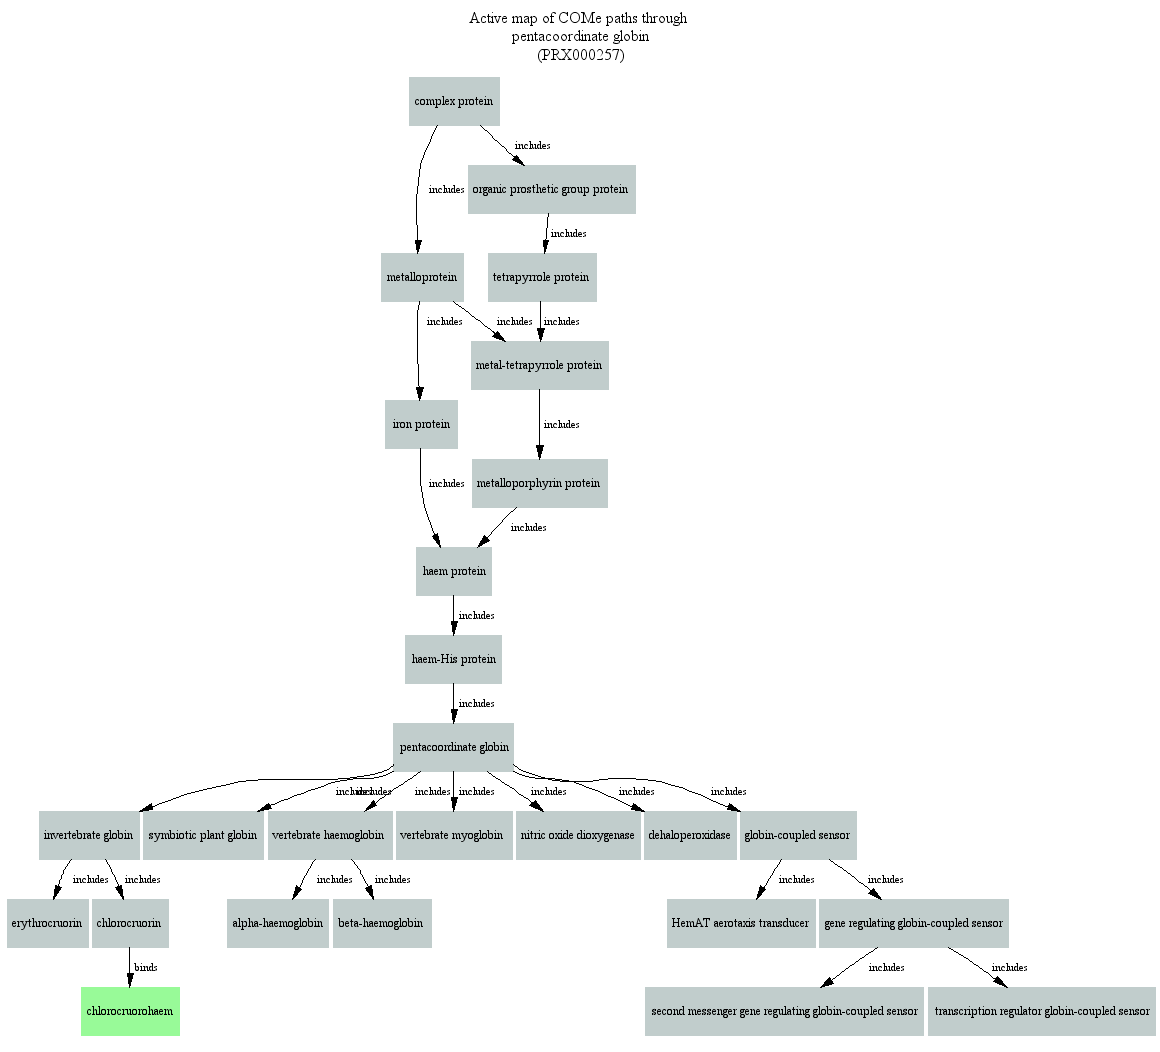 Active map of COMe paths through
pentacoordinate globin
(PRX000257)
complex protein
includes
includes
organic prosthetic group protein
includes
metalloprotein
tetrapyrrole protein
includes
includes
includes
metal-tetrapyrrole protein
iron protein
includes
includes
metalloporphyrin protein
includes
haem protein
includes
haem-His protein
includes
pentacoordinate globin
includes
includes
includes
includes
includes
includes
includes
invertebrate globin
symbiotic plant globin
vertebrate haemoglobin
vertebrate myoglobin
nitric oxide dioxygenase
dehaloperoxidase
globin-coupled sensor
includes
includes
includes
includes
includes
includes
erythrocruorin
chlorocruorin
alpha-haemoglobin
beta-haemoglobin
HemAT aerotaxis transducer
gene regulating globin-coupled sensor
binds
includes
includes
chlorocruorohaem
second messenger gene regulating globin-coupled sensor
transcription regulator globin-coupled sensor